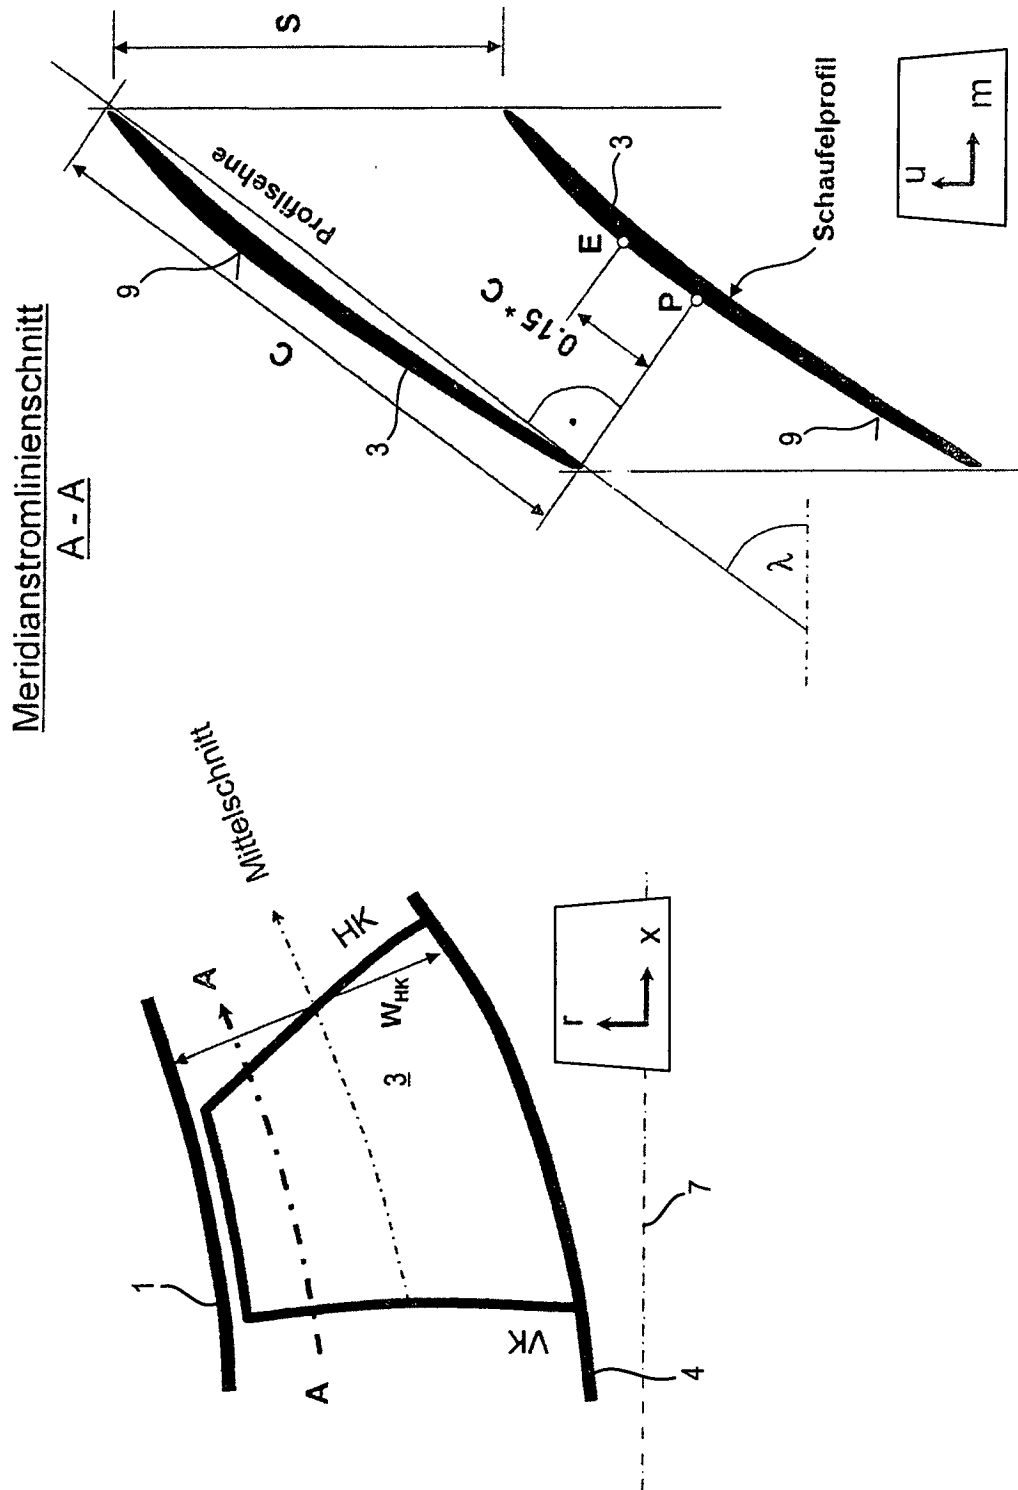 Meridianstromlinienschnitt
A - A
1
A
A
Mittelschnitt
HK
W_HK
3
VK
4
7
r
x
S
C
Profilsehne
9
3
0.15 * C
E
P
3
9
Schaufelprofil
λ
u
m